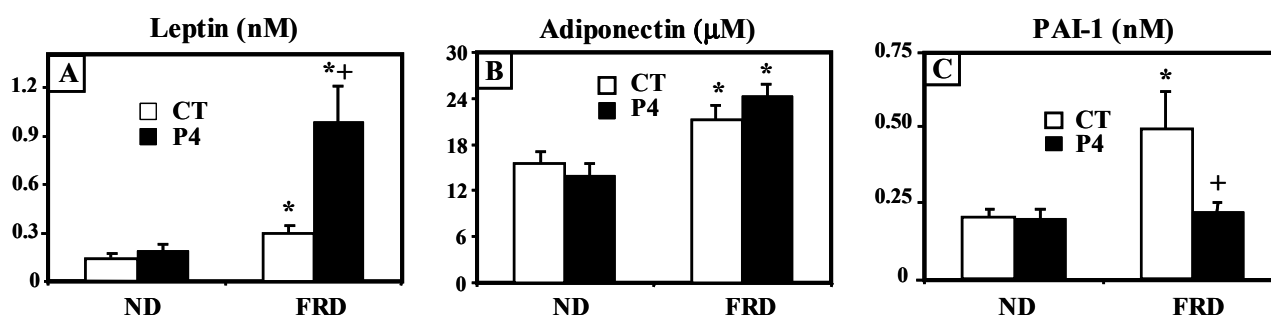 Leptin (nM)
A
1.2
0.9
0.6
0.3
0
CT
P4
*
*+
ND
FRD
Adiponectin (μM)
B
30
24
18
12
6
0
CT
P4
*
*
ND
FRD
PAI-1 (nM)
C
0.75
0.50
0.25
0
CT
P4
*
+
ND
FRD